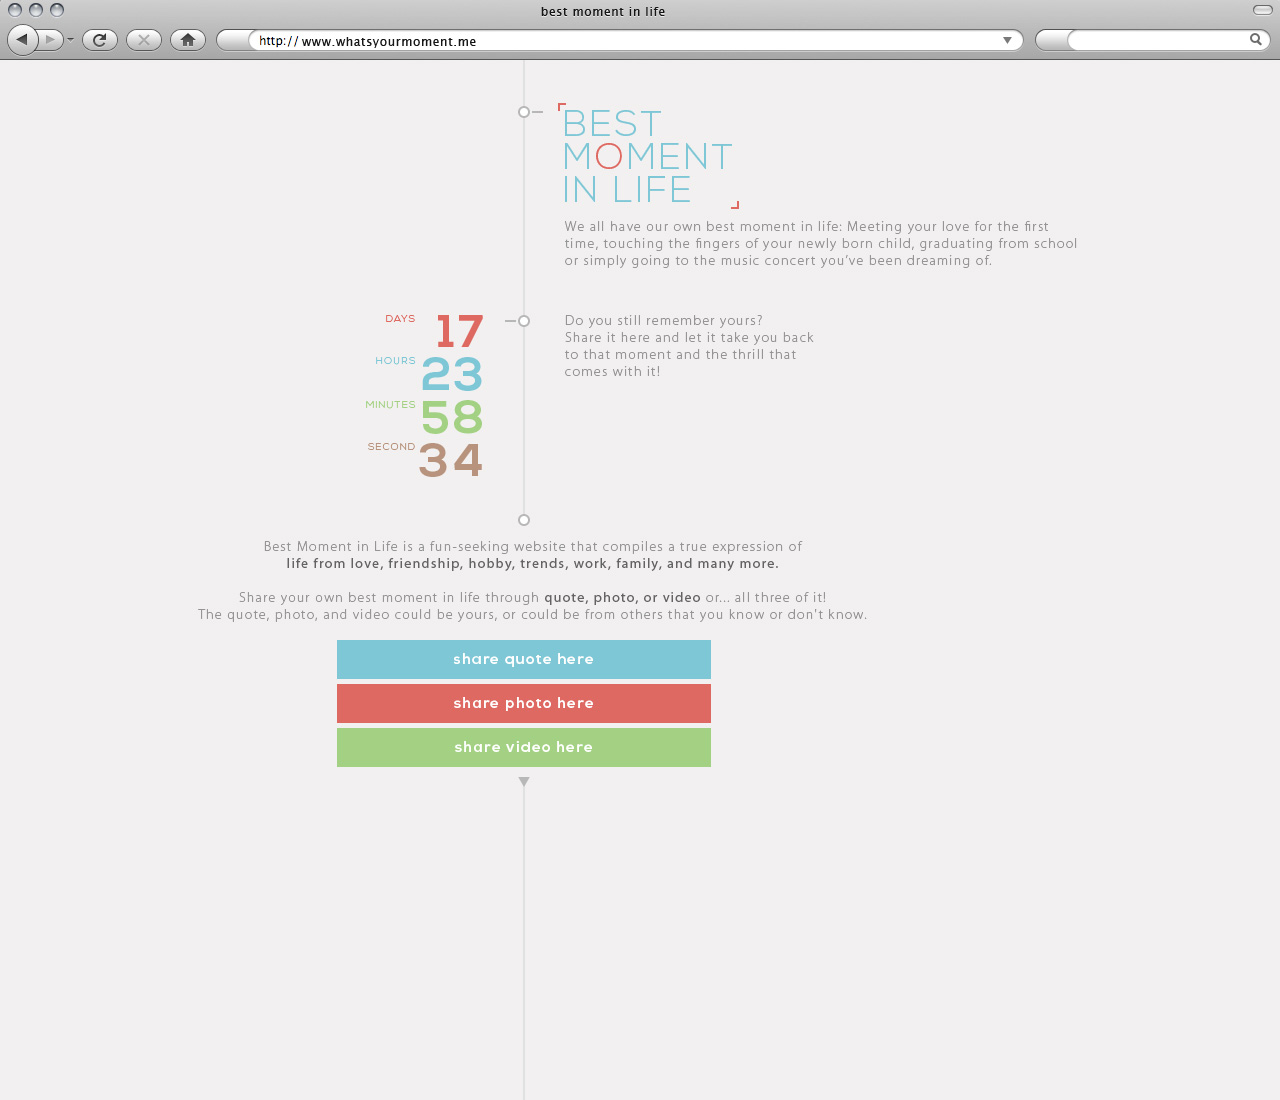 best moment in life
http:// www.whatsyourmoment.me
BEST
MOMENT
IN LIFE
We all have our own best moment in life: Meeting your love for the first
time, touching the fingers of your newly born child, graduating from school
or simply going to the music concert you've been dreaming of.
DAYS 17
HOURS 23
MINUTES 58
SECOND 34
Do you still remember yours?
Share it here and let it take you back
to that moment and the thrill that
comes with it!
Best Moment in Life is a fun-seeking website that compiles a true expression of
life from love, friendship, hobby, trends, work, family, and many more.
Share your own best moment in life through quote, photo, or video or... all three of it!
The quote, photo, and video could be yours, or could be from others that you know or don't know.
share quote here
share photo here
share video here